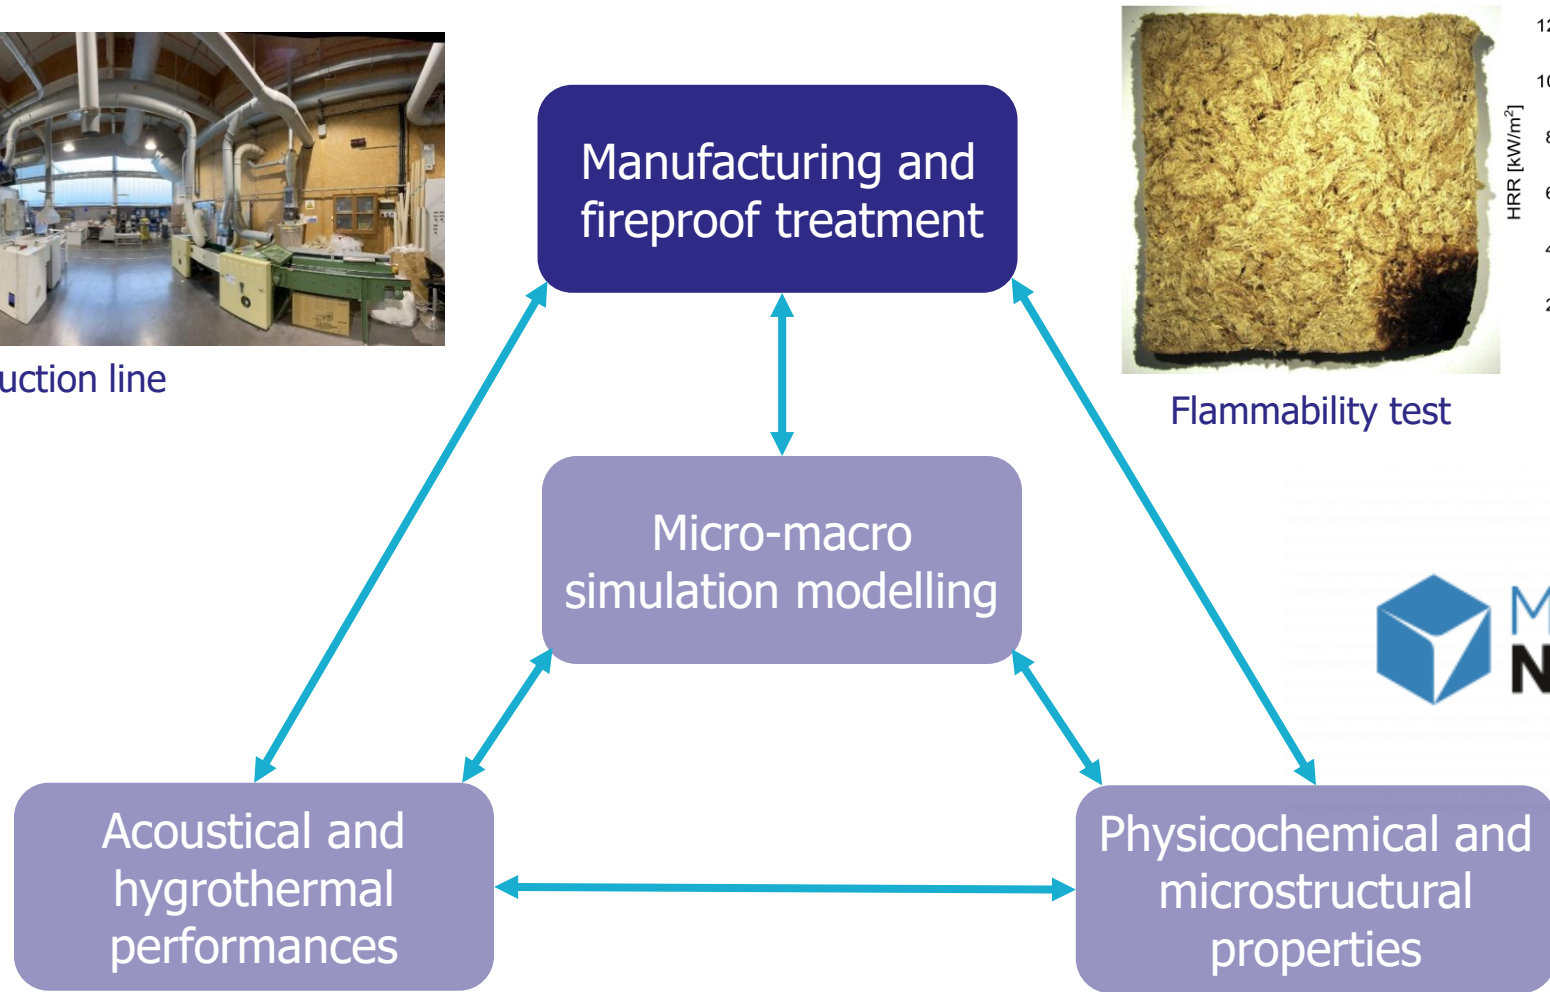 Manufacturing and
fireproof treatment
HRR [kW/m²]
uction line
Flammability test
Micro-macro
simulation modelling
Acoustical and
hygrothermal
performances
Physicochemical and
microstructural
properties